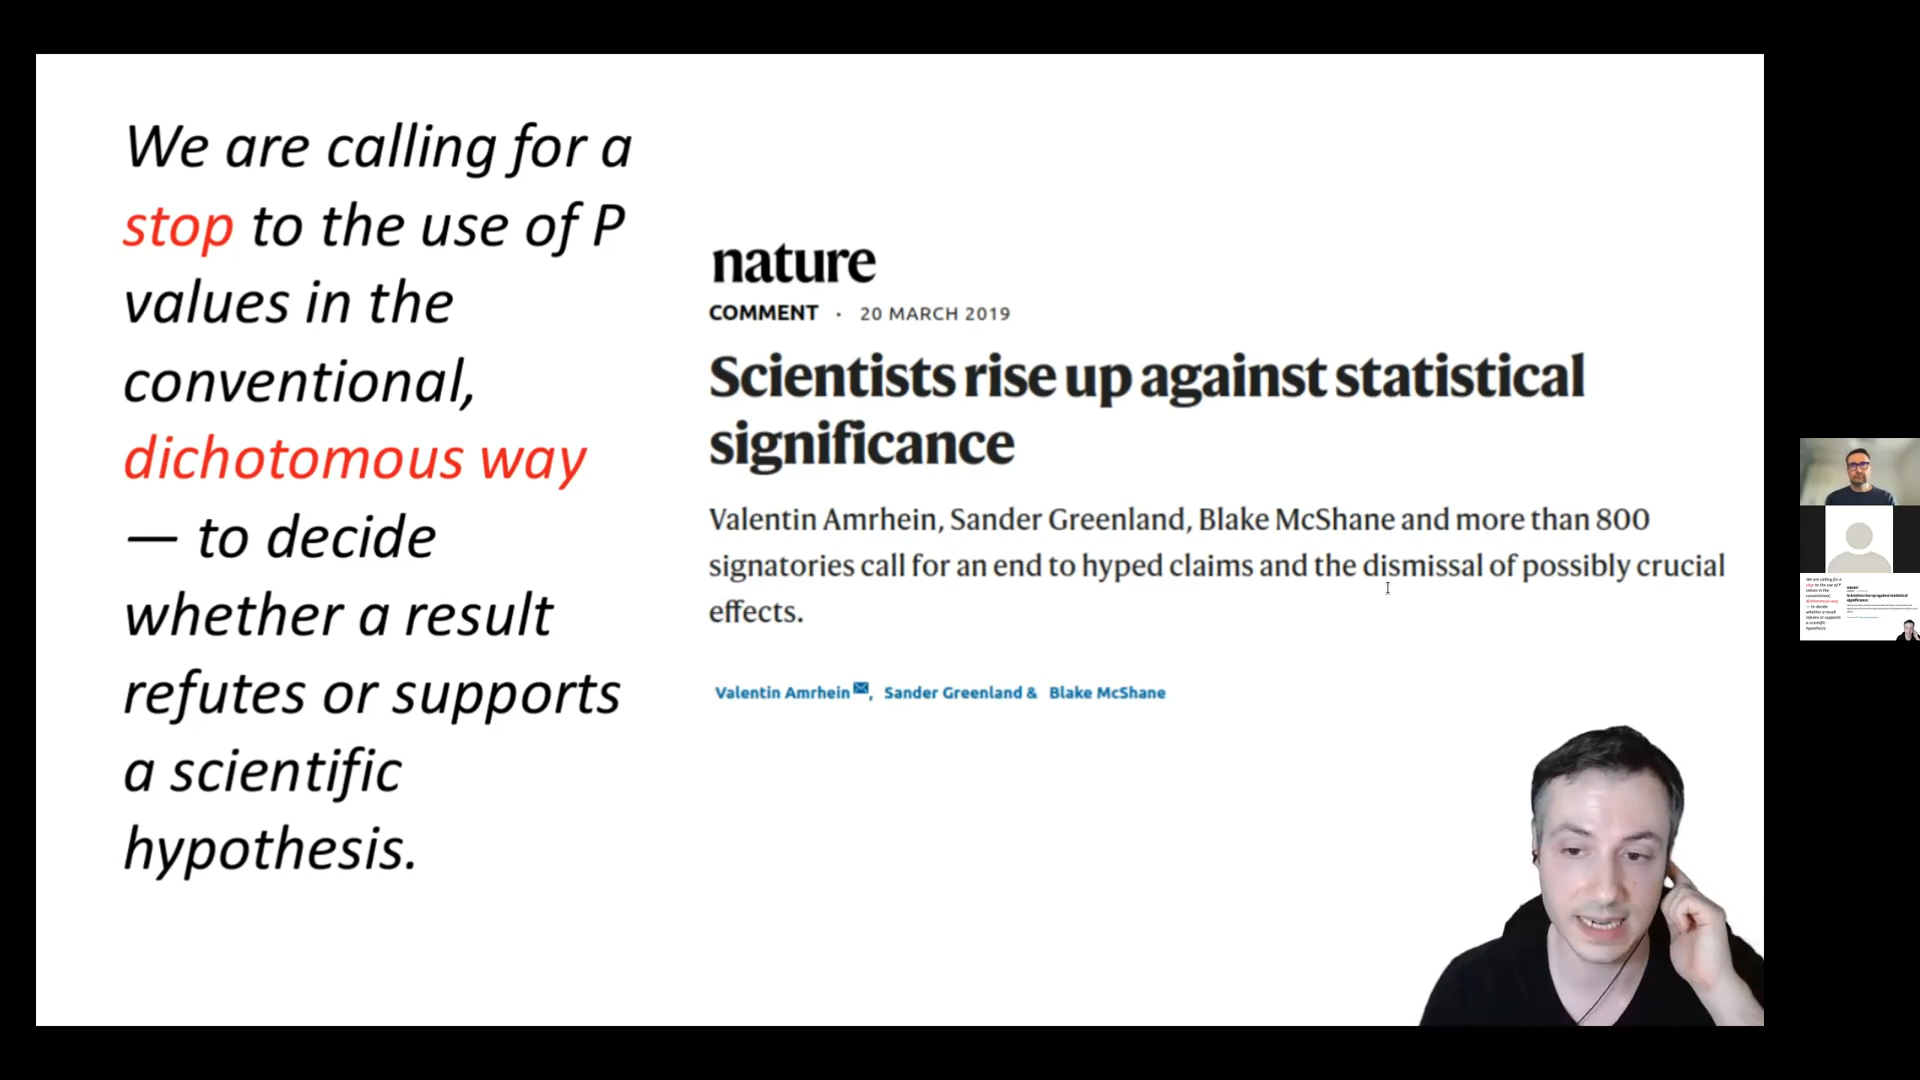 We are calling for a
stop to the use of P
values in the
conventional,
dichotomous way
— to decide
whether a result
refutes or supports
a scientific
hypothesis.
nature
COMMENT · 20 MARCH 2019
Scientists rise up against statistical
significance
Valentin Amrhein, Sander Greenland, Blake McShane and more than 800
signatories call for an end to hyped claims and the dismissal of possibly crucial
effects.
Valentin Amrhein, Sander Greenland & Blake McShane